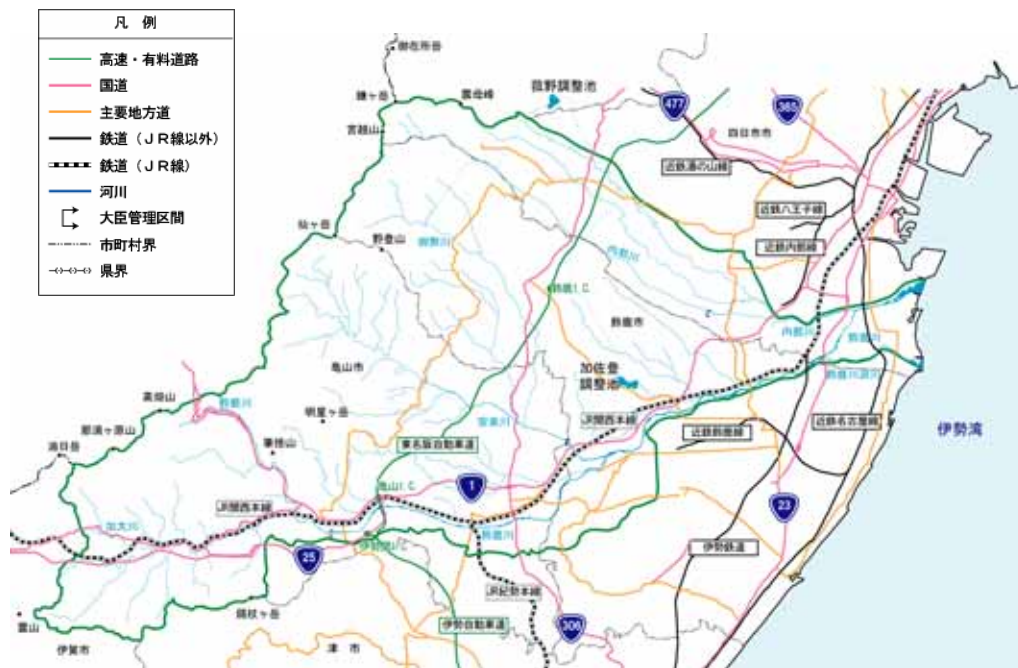 凡 例
高速・有料道路
国道
主要地方道
鉄道（ＪＲ線以外）
鉄道（ＪＲ線）
河川
大臣管理区間
市町村界
県界
御在所岳
鎌ヶ岳
雲母峰
菰野調整池
477
365
四日市市
宮越山
近鉄湯の山線
近鉄八王子線
近鉄内部線
仙ヶ岳
野登山
御幣川
内部川
鈴鹿I.C
鈴鹿市
内部川
鈴鹿川
鈴鹿川派川
加佐登
調整池
亀山市
高畑山
鈴鹿川
明星ヶ岳
安楽川
JR関西本線
近鉄鈴鹿線
近鉄名古屋線
伊勢湾
那須ヶ原山
油日岳
筆捨山
東名阪自動車道
亀山I.C
1
23
JR関西本線
加太川
鈴鹿川
伊勢関I.C
伊勢鉄道
25
JR紀勢本線
錫杖ヶ岳
306
霊山
伊勢自動車道
伊賀市
津 市